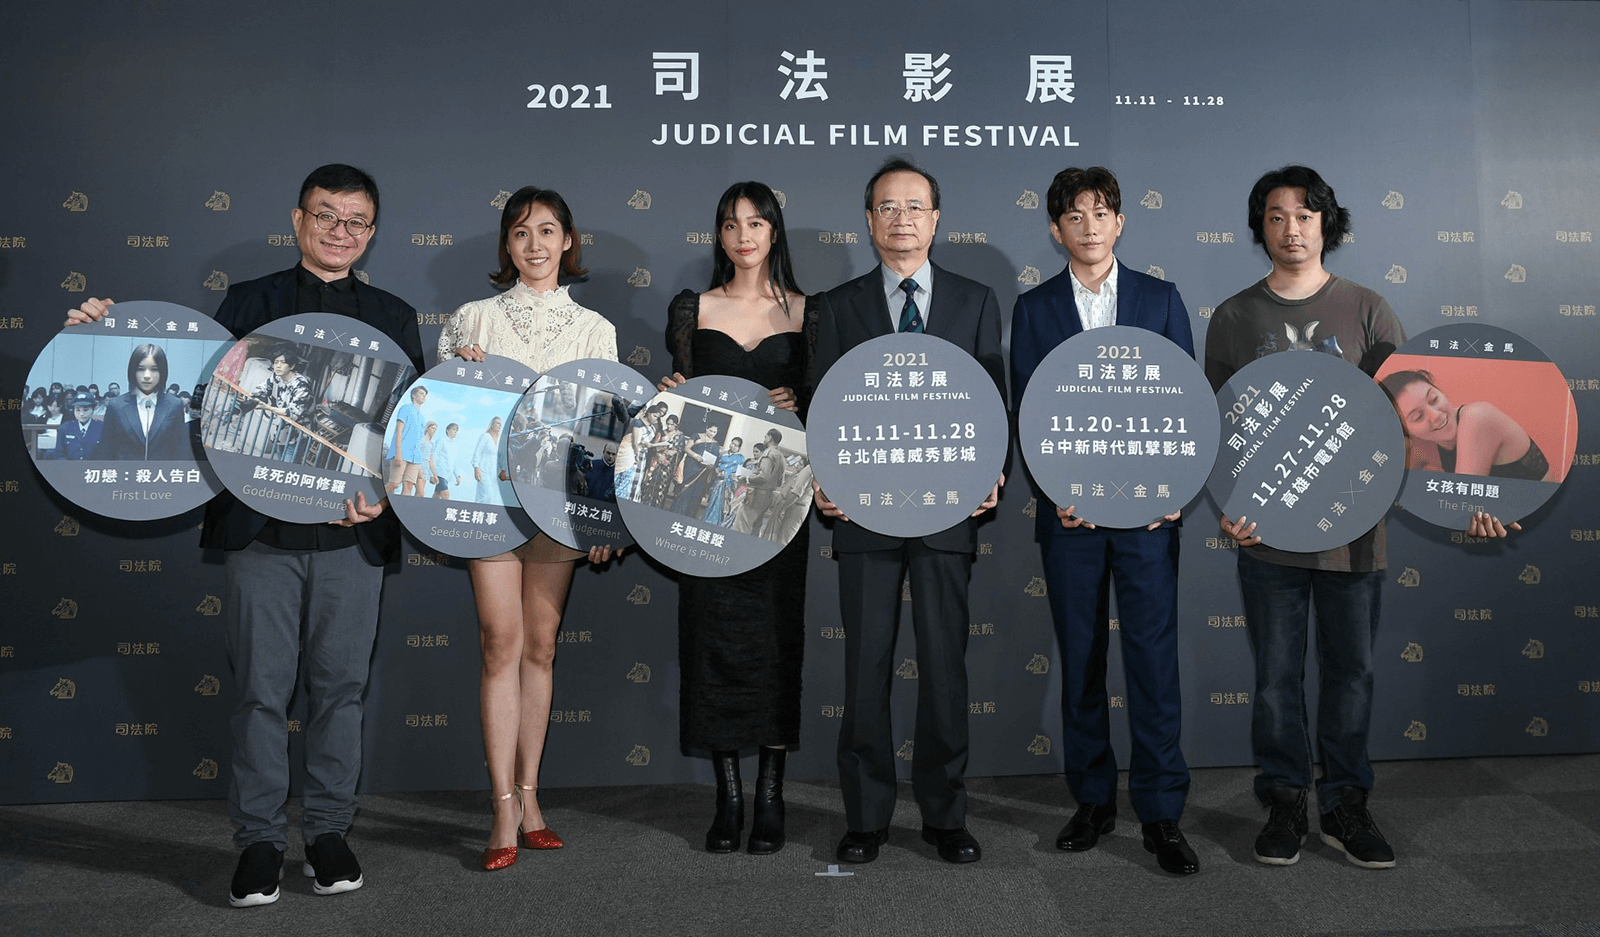 2021 司法影展 11.11 - 11.28
JUDICIAL FILM FESTIVAL
司法院
司法×金馬
初戀：殺人告白
First Love
司法×金馬
該死的阿修羅
Goddamned Asura
司法×金馬
驚生精事
Seeds of Deceit
司法×金馬
判決之前
The Judgement
司法×金馬
失嬰謎蹤
Where is Pinki?
2021
司法影展
JUDICIAL FILM FESTIVAL
11.11-11.28
台北信義威秀影城
司法×金馬
2021
司法影展
JUDICIAL FILM FESTIVAL
11.20-11.21
台中新時代凱擘影城
司法×金馬
2021
司法影展
JUDICIAL FILM FESTIVAL
11.27-11.28
高雄市電影館
司法×金馬
司法×金馬
女孩有問題
The Fam